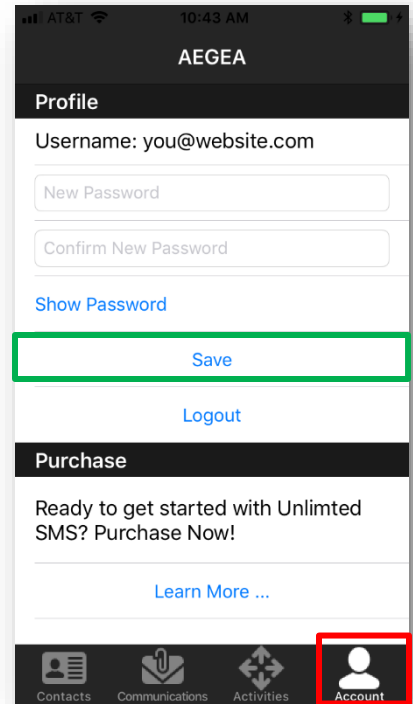 AT&T 10:43 AM
AEGEA
Profile
Username: you@website.com
New Password
Confirm New Password
Show Password
Save
Logout
Purchase
Ready to get started with Unlimted
SMS? Purchase Now!
Learn More ...
Contacts Communications Activities Account